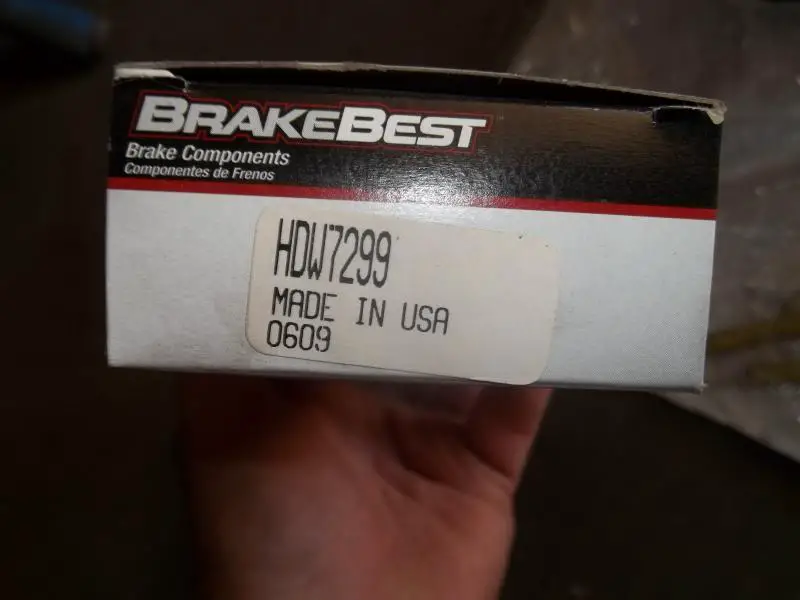 BRAKEBEST
Brake Components
Componentes de Frenos
HDW7299
MADE IN USA
0609